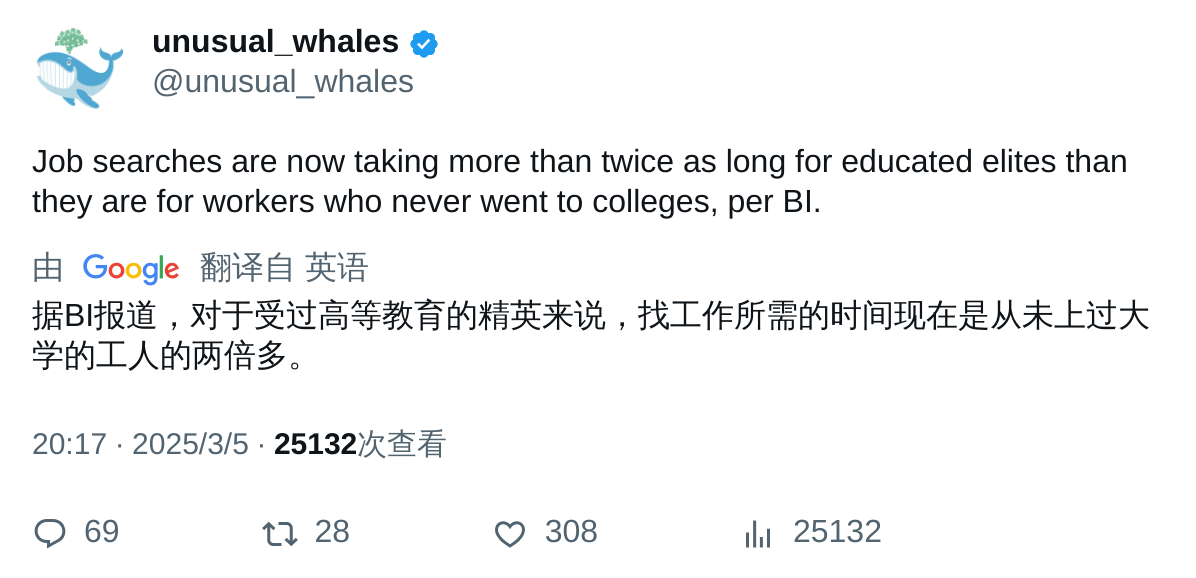 unusual_whales
@unusual_whales
Job searches are now taking more than twice as long for educated elites than
they are for workers who never went to colleges, per BI.
由 Google 翻译自 英语
据BI报道，对于受过高等教育的精英来说，找工作所需的时间现在是从未上过大
学的工人的两倍多。
20:17 · 2025/3/5 · 25132次查看
69 28 308 25132